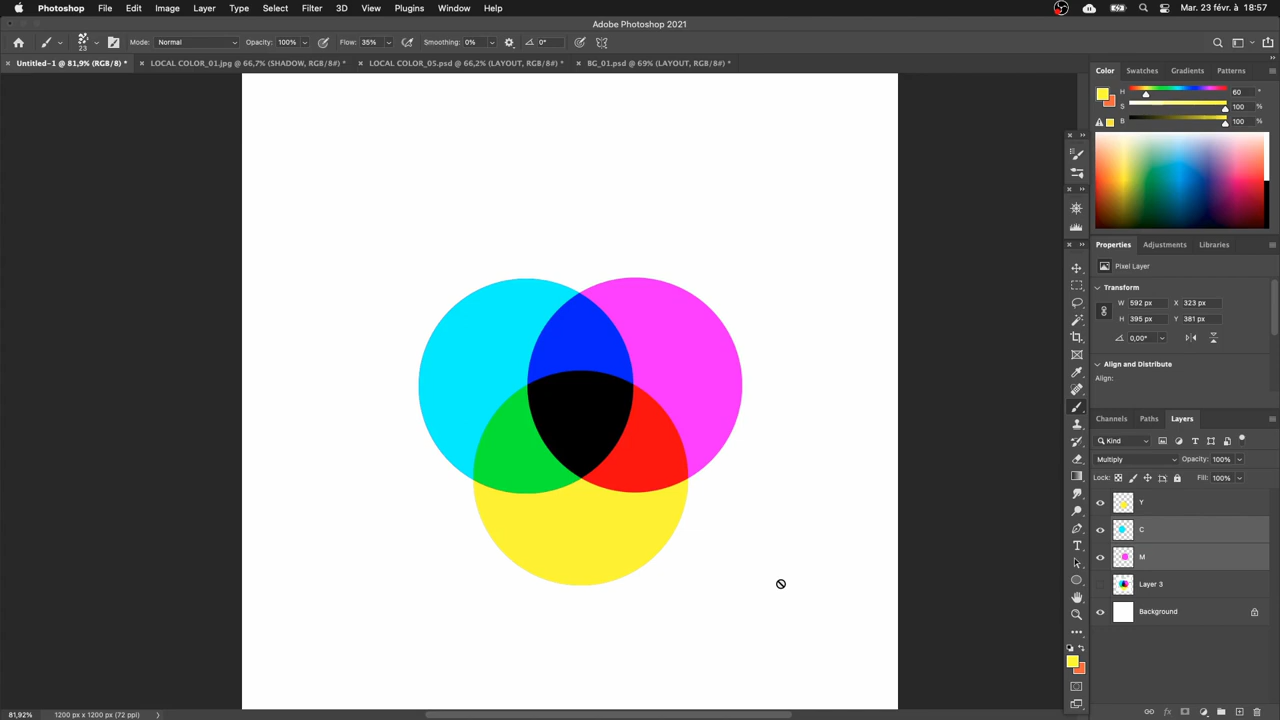 Photoshop File Edit Image Layer Type Select Filter 3D View Plugins Window Help Mar. 23 févr à 18:57
Adobe Photoshop 2021
23 Mode: Normal Opacity: 100% Flow: 35% Smoothing: 0% 0°
Untitled-1 @ 81,9% (RGB/8) * LOCAL COLOR_01.jpg @ 66,7% (SHADOW, RGB/8#) * LOCAL COLOR_05.psd @ 66,2% (LAYOUT, RGB/8#) * BG_01.psd @ 69% (LAYOUT, RGB/8#) *
Color Swatches Gradients Patterns
H 60 °
S 100 %
B 100 %
Properties Adjustments Libraries
Pixel Layer
Transform
W 592 px X 323 px
H 395 px Y 381 px
0,00°
Align and Distribute
Align:
Channels Paths Layers
Kind
Multiply Opacity: 100%
Lock: Fill: 100%
Y
C
M
Layer 3
Background
81,92% 1200 px x 1200 px (72 ppi)